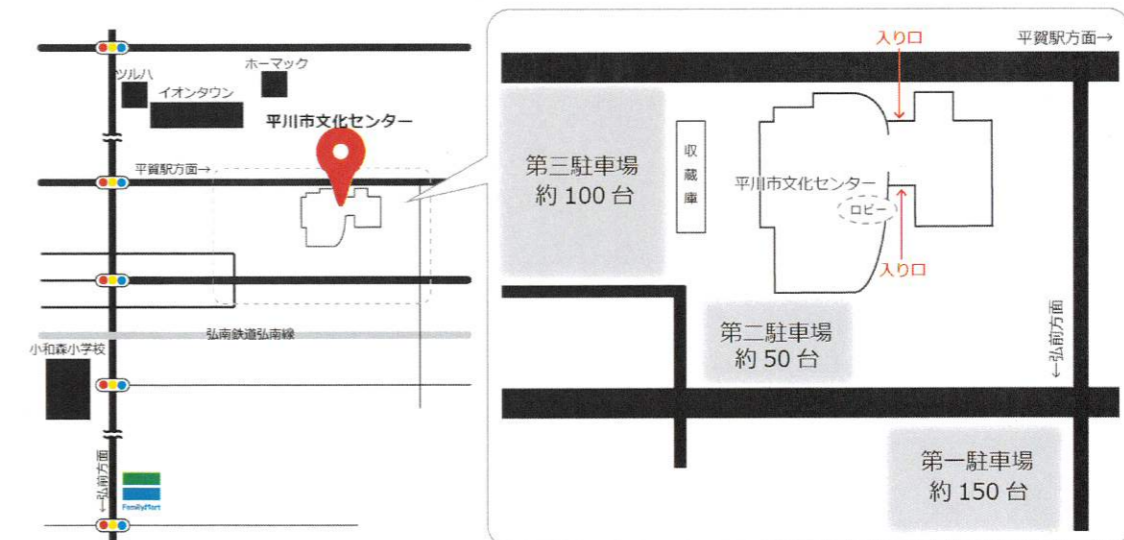 ツルハ
ホーマック
イオンタウン
平川市文化センター
平賀駅方面→
弘南鉄道弘南線
小和森小学校
←弘前方面
FamilyMart
入り口
平賀駅方面→
第三駐車場
約 100 台
収蔵庫
平川市文化センター
ロビー
入り口
第二駐車場
約 50 台
←弘前方面
第一駐車場
約 150 台